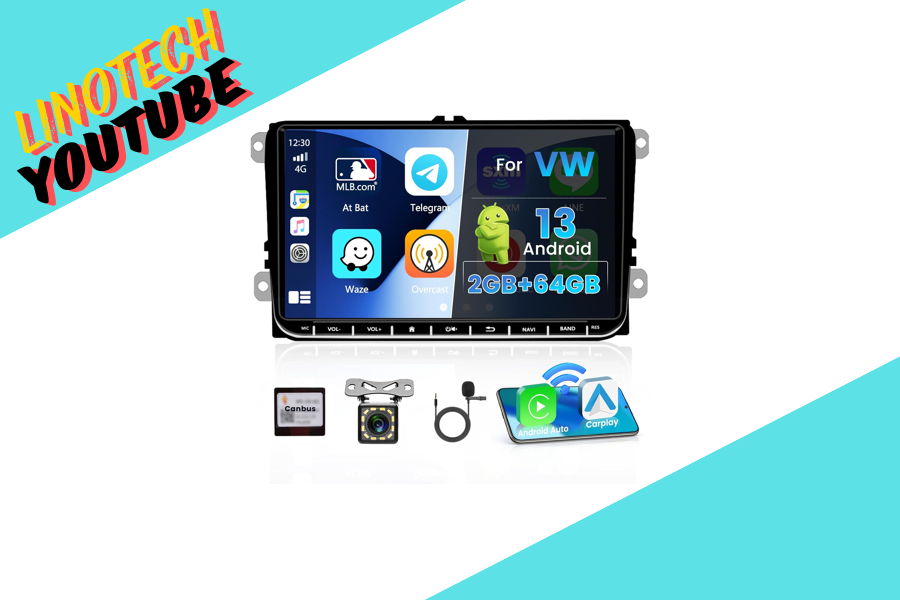 LINOTECH
YOUTUBE
12:30
4G
MLB.com
At Bat
Telegram
Waze
Overcast
For VW
13
Android
2GB+64GB
MIC VOL- VOL+ NAVI BAND RES
Canbus
Android Auto
Carplay